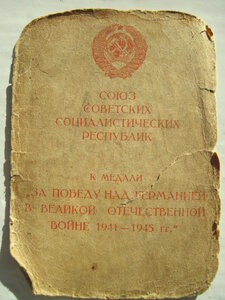 СОЮЗ
СОВЕТСКИХ
СОЦИАЛИСТИЧЕСКИХ
РЕСПУБЛИК
К МЕДАЛИ
„ЗА ПОБЕДУ НАД ГЕРМАНИЕЙ
В ВЕЛИКОЙ ОТЕЧЕСТВЕННОЙ
ВОЙНЕ 1941—1945 гг.“